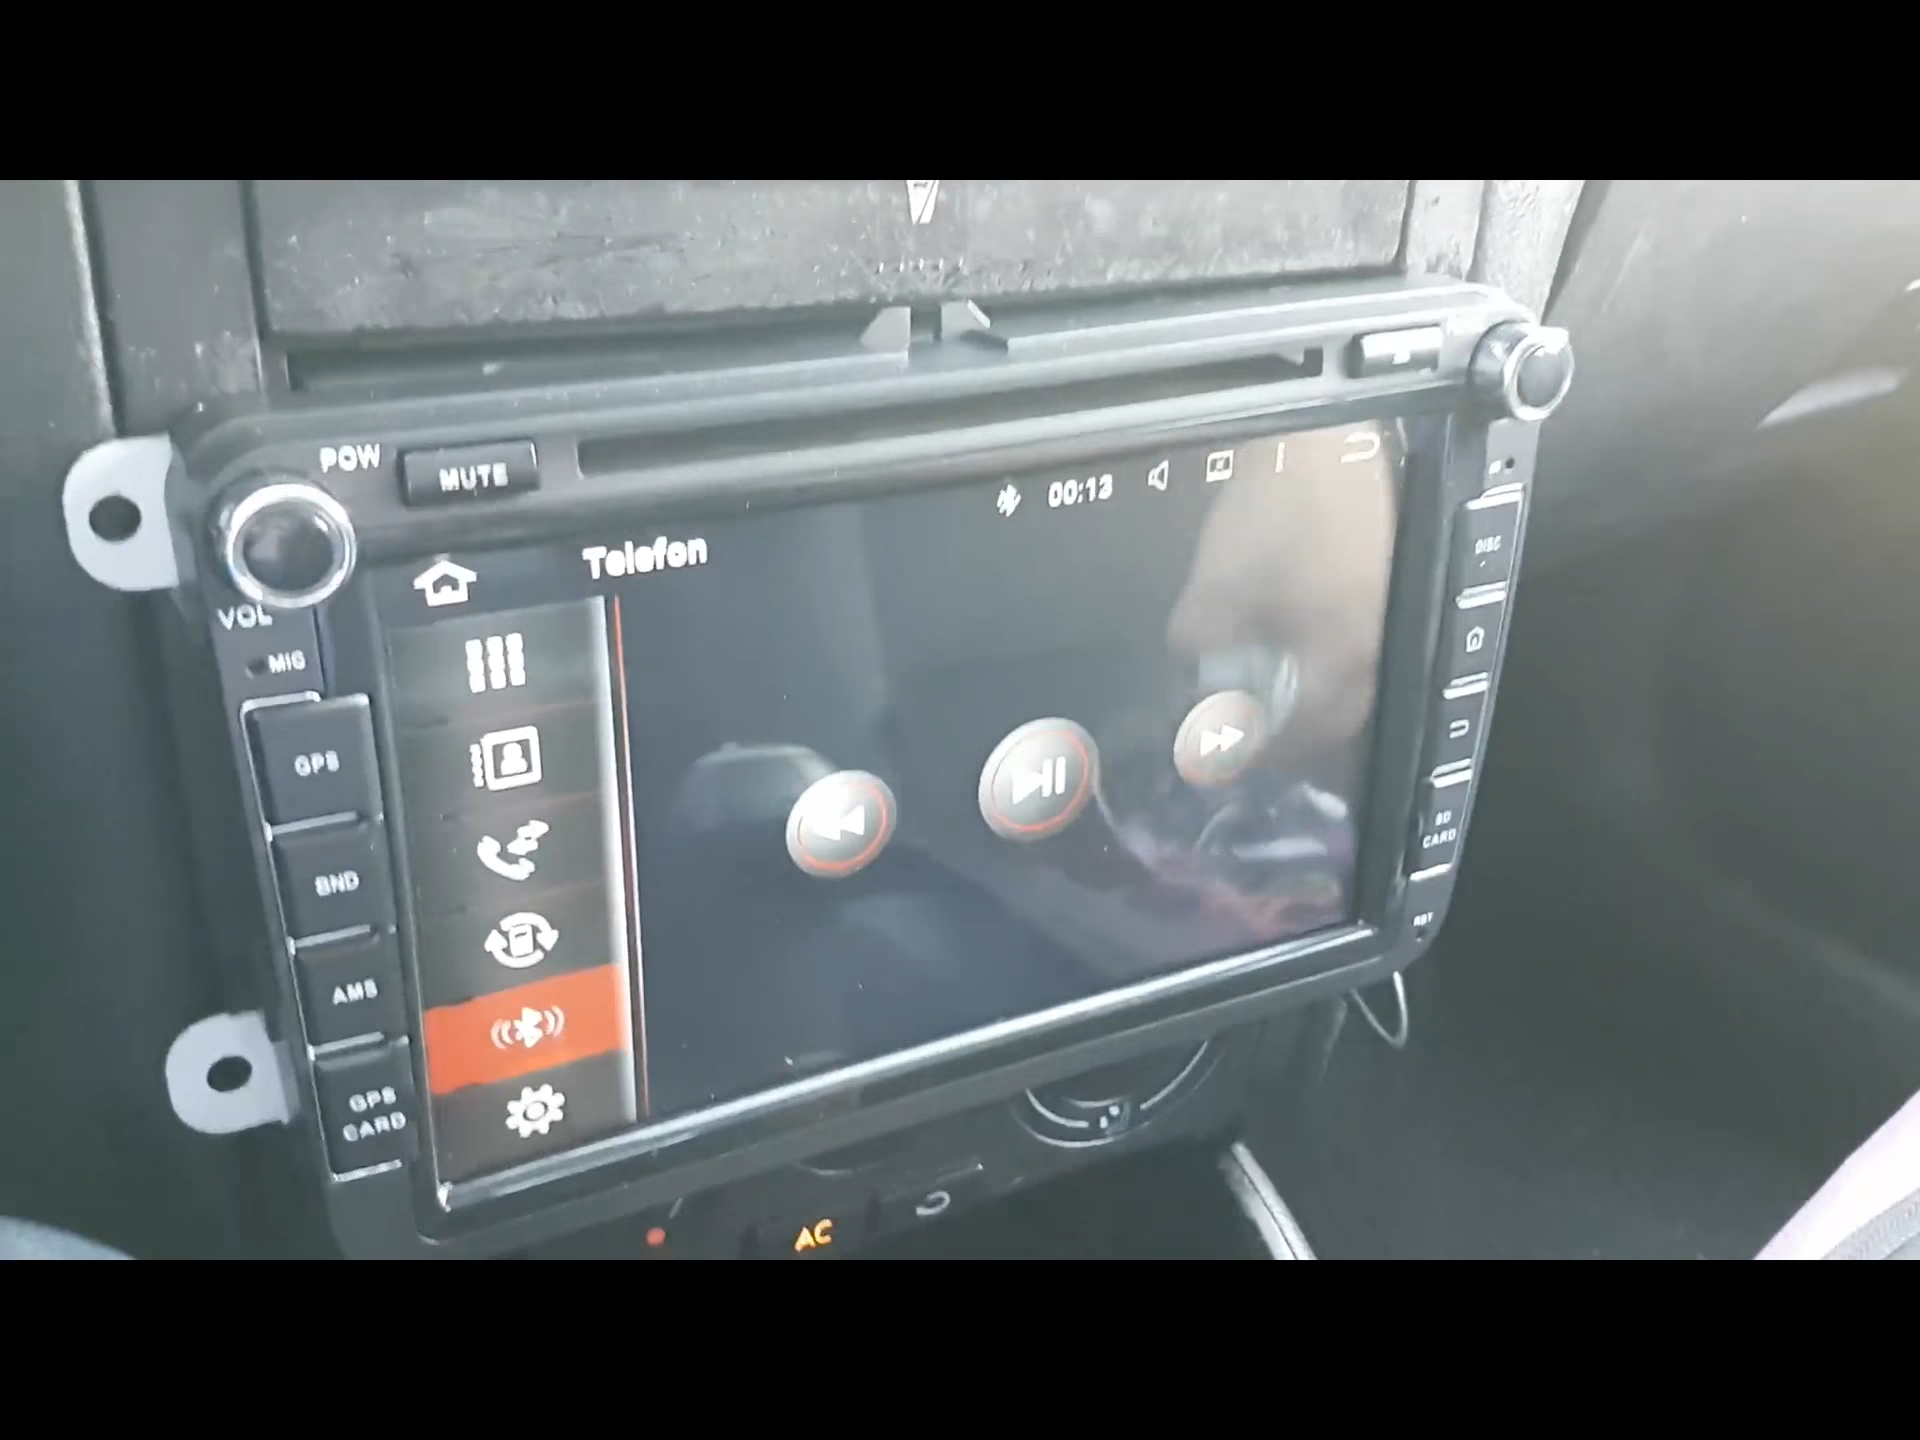 POW
MUTE
00:13
Telefon
VOL
MIC
GPS
BND
AMS
GPS
CARD
DISC
SD
CARD
RST
AC